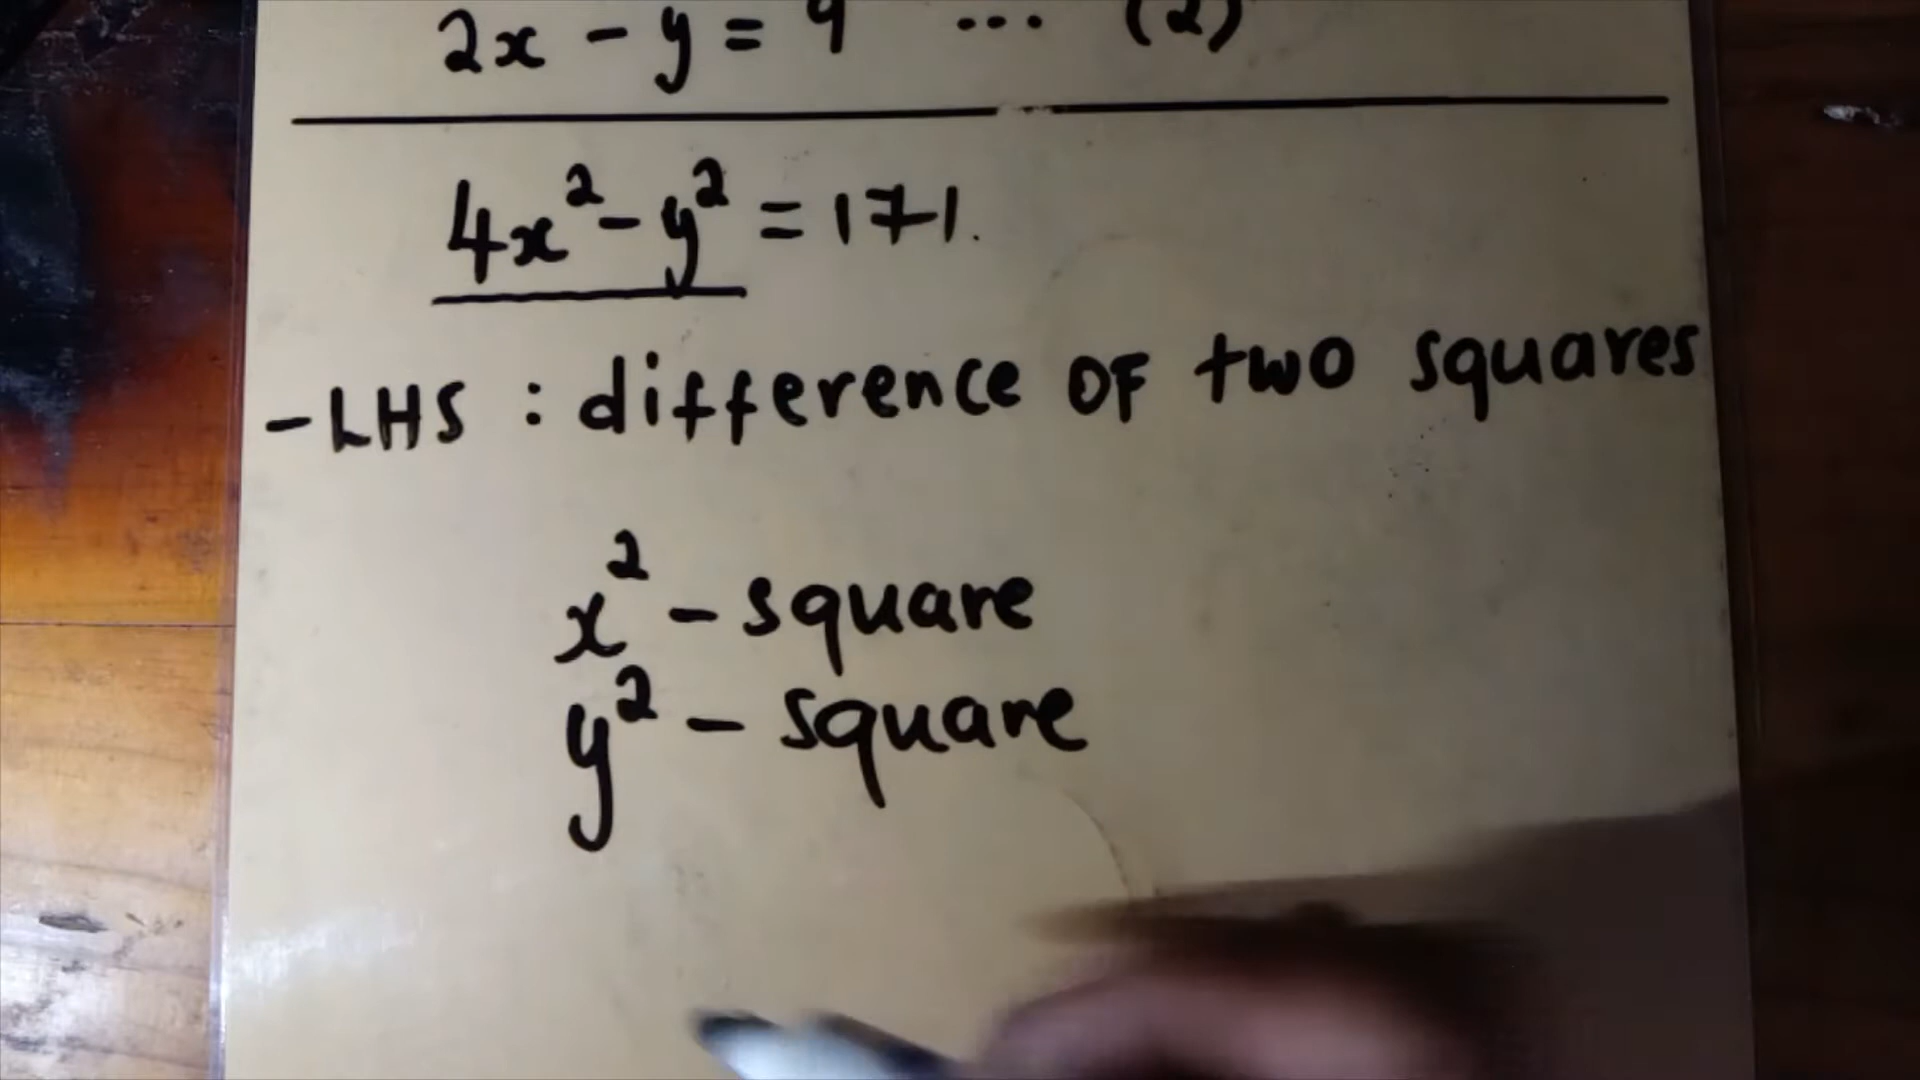 2x - y = 9 ... (2)
4x² - y² = 171.
- LHS : difference OF two squares
x² - square
y² - square